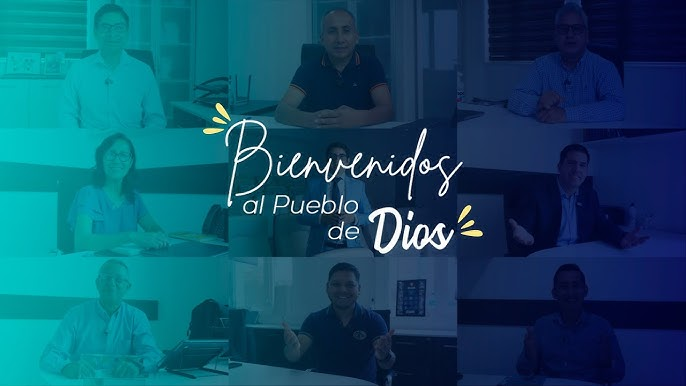 Bienvenidos
al Pueblo
de Dios